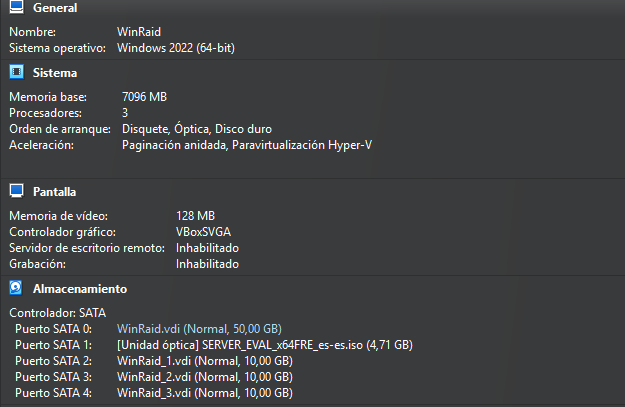 General
Nombre: WinRaid
Sistema operativo: Windows 2022 (64-bit)
Sistema
Memoria base: 7096 MB
Procesadores: 3
Orden de arranque: Disquete, Óptica, Disco duro
Aceleración: Paginación anidada, Paravirtualización Hyper-V
Pantalla
Memoria de vídeo: 128 MB
Controlador gráfico: VBoxSVGA
Servidor de escritorio remoto: Inhabilitado
Grabación: Inhabilitado
Almacenamiento
Controlador: SATA
Puerto SATA 0: WinRaid.vdi (Normal, 50,00 GB)
Puerto SATA 1: [Unidad óptica] SERVER_EVAL_x64FRE_es-es.iso (4,71 GB)
Puerto SATA 2: WinRaid_1.vdi (Normal, 10,00 GB)
Puerto SATA 3: WinRaid_2.vdi (Normal, 10,00 GB)
Puerto SATA 4: WinRaid_3.vdi (Normal, 10,00 GB)